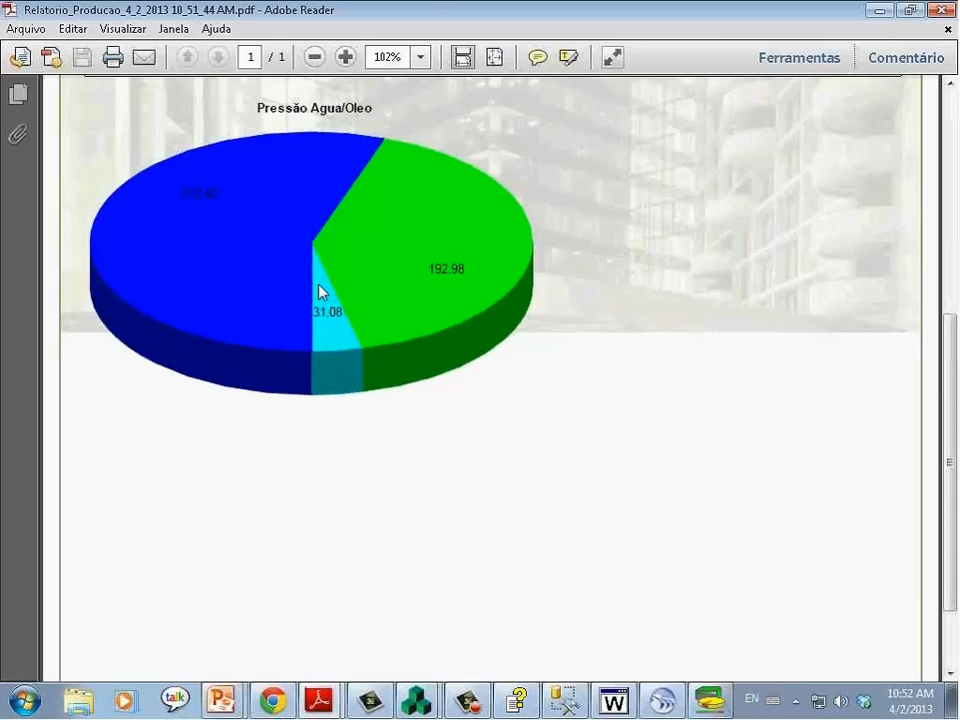 Relatorio_Producao_4_2_2013 10_51_44 AM.pdf - Adobe Reader
Arquivo Editar Visualizar Janela Ajuda
1 / 1 102% Ferramentas Comentário
Pressão Agua/Oleo
192.98
31.08
talk
EN 10:52 AM
4/2/2013